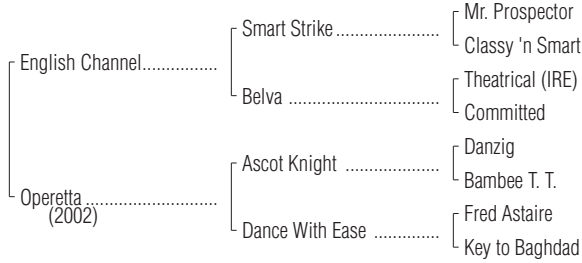 Mr. Prospector
Smart Strike ......................
Classy 'n Smart
English Channel................
Theatrical (IRE)
Belva ................................
Committed
Danzig
Ascot Knight ....................
Bambee T. T.
Operetta ............................
(2002)
Fred Astaire
Dance With Ease ..............
Key to Baghdad